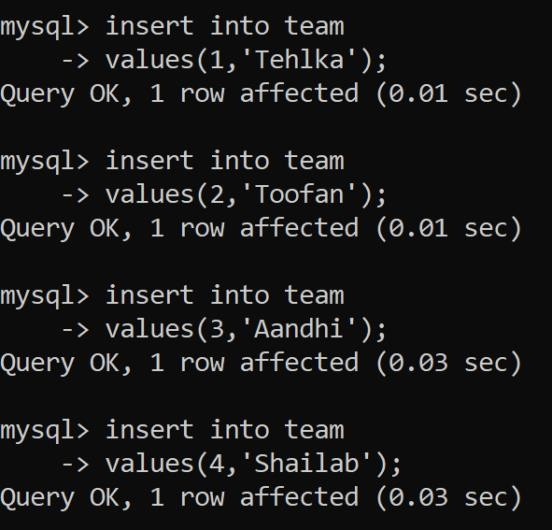 mysql> insert into team
    -> values(1,'Tehlka');
Query OK, 1 row affected (0.01 sec)
mysql> insert into team
    -> values(2,'Toofan');
Query OK, 1 row affected (0.01 sec)
mysql> insert into team
    -> values(3,'Aandhi');
Query OK, 1 row affected (0.03 sec)
mysql> insert into team
    -> values(4,'Shailab');
Query OK, 1 row affected (0.03 sec)